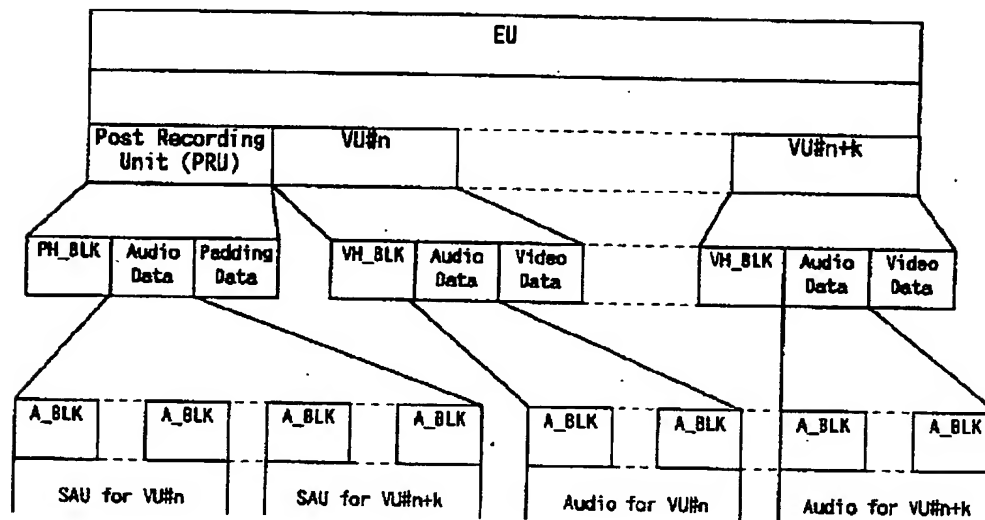 EU
Post Recording
Unit (PRU)
VU#n
VU#n+k
PH_BLK
Audio
Data
Padding
Data
VH_BLK
Audio
Data
Video
Data
VH_BLK
Audio
Data
Video
Data
A_BLK
A_BLK
A_BLK
A_BLK
A_BLK
A_BLK
A_BLK
A_BLK
SAU for VU#n
SAU for VU#n+k
Audio for VU#n
Audio for VU#n+k